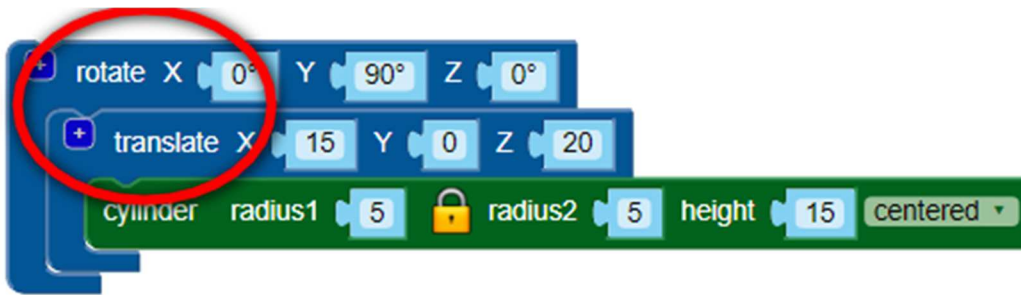 + rotate X 0° Y 90° Z 0°
+ translate X 15 Y 0 Z 20
cylinder radius1 5 radius2 5 height 15 centered